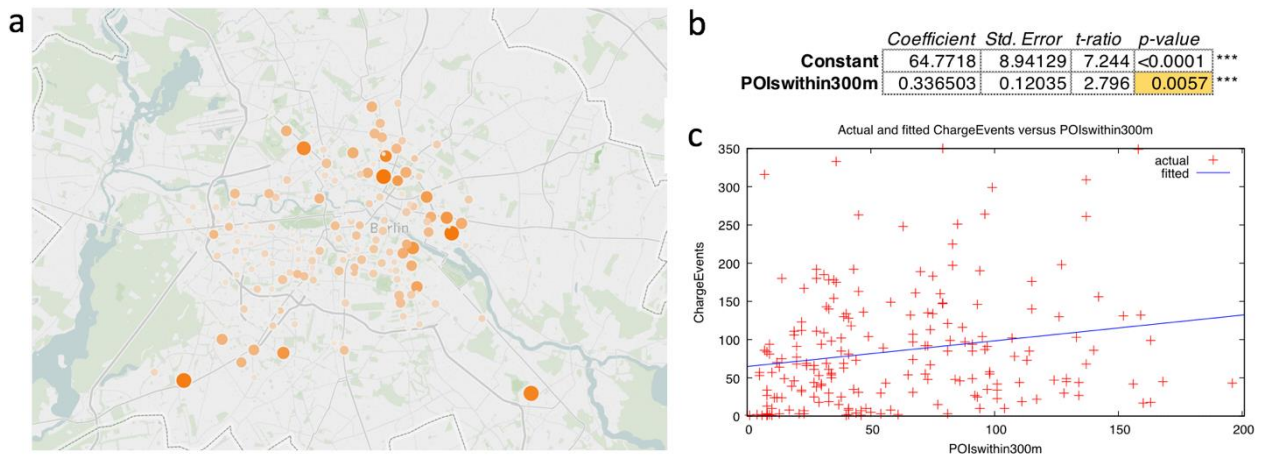 a
Berlin
b
Coefficient Std. Error t-ratio p-value
Constant 64.7718 8.94129 7.244 <0.0001 ***
POIswithin300m 0.336503 0.12035 2.796 0.0057 ***
c
Actual and fitted ChargeEvents versus POIswithin300m
350
300
250
200
150
100
50
0
ChargeEvents
actual
fitted
0 50 100 150 200
POIswithin300m